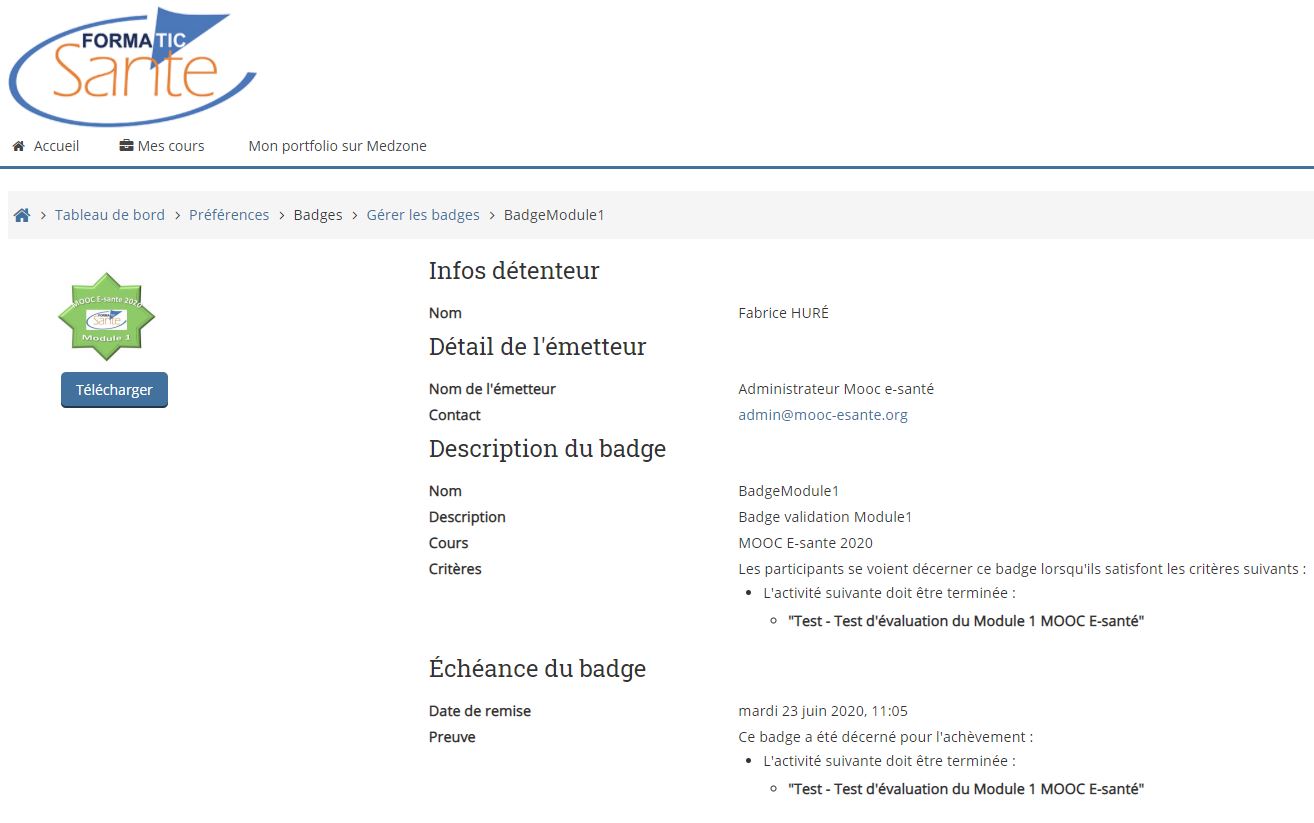 FORMATIC
Santé
Accueil Mes cours Mon portfolio sur Medzone
> Tableau de bord > Préférences > Badges > Gérer les badges > BadgeModule1
MOOC E-sante 2020
FORMATIC
Santé
Module 1
Télécharger
Infos détenteur
Nom Fabrice HURÉ
Détail de l'émetteur
Nom de l'émetteur Administrateur Mooc e-santé
Contact admin@mooc-esante.org
Description du badge
Nom BadgeModule1
Description Badge validation Module1
Cours MOOC E-sante 2020
Critères Les participants se voient décerner ce badge lorsqu'ils satisfont les critères suivants :
• L'activité suivante doit être terminée :
◦ "Test - Test d'évaluation du Module 1 MOOC E-santé"
Échéance du badge
Date de remise mardi 23 juin 2020, 11:05
Preuve Ce badge a été décerné pour l'achèvement :
• L'activité suivante doit être terminée :
◦ "Test - Test d'évaluation du Module 1 MOOC E-santé"